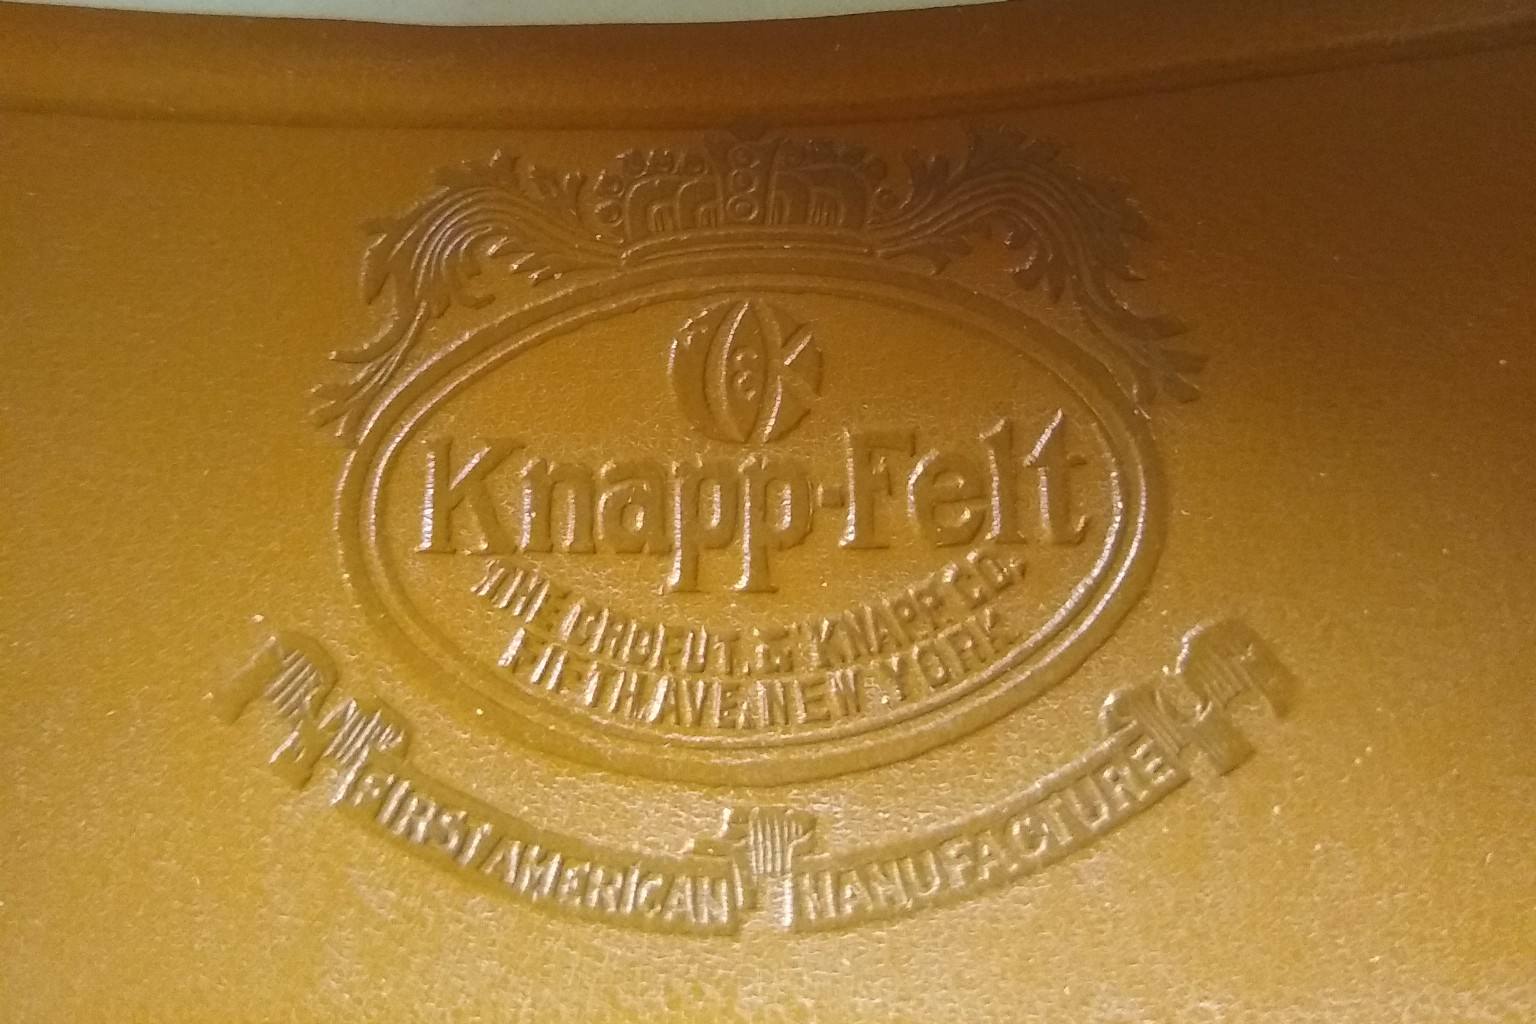 Knapp-Felt
THE CROFUT & KNAPP CO.
FIFTH AVE. NEW YORK
FIRST AMERICAN MANUFACTURE